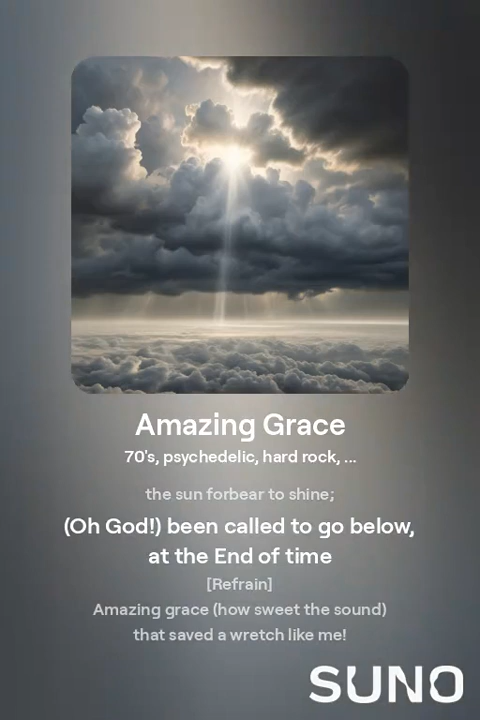 Amazing Grace
70's, psychedelic, hard rock, ...
the sun forbear to shine;
(Oh God!) been called to go below,
at the End of time
[Refrain]
Amazing grace (how sweet the sound)
that saved a wretch like me!
SUNO